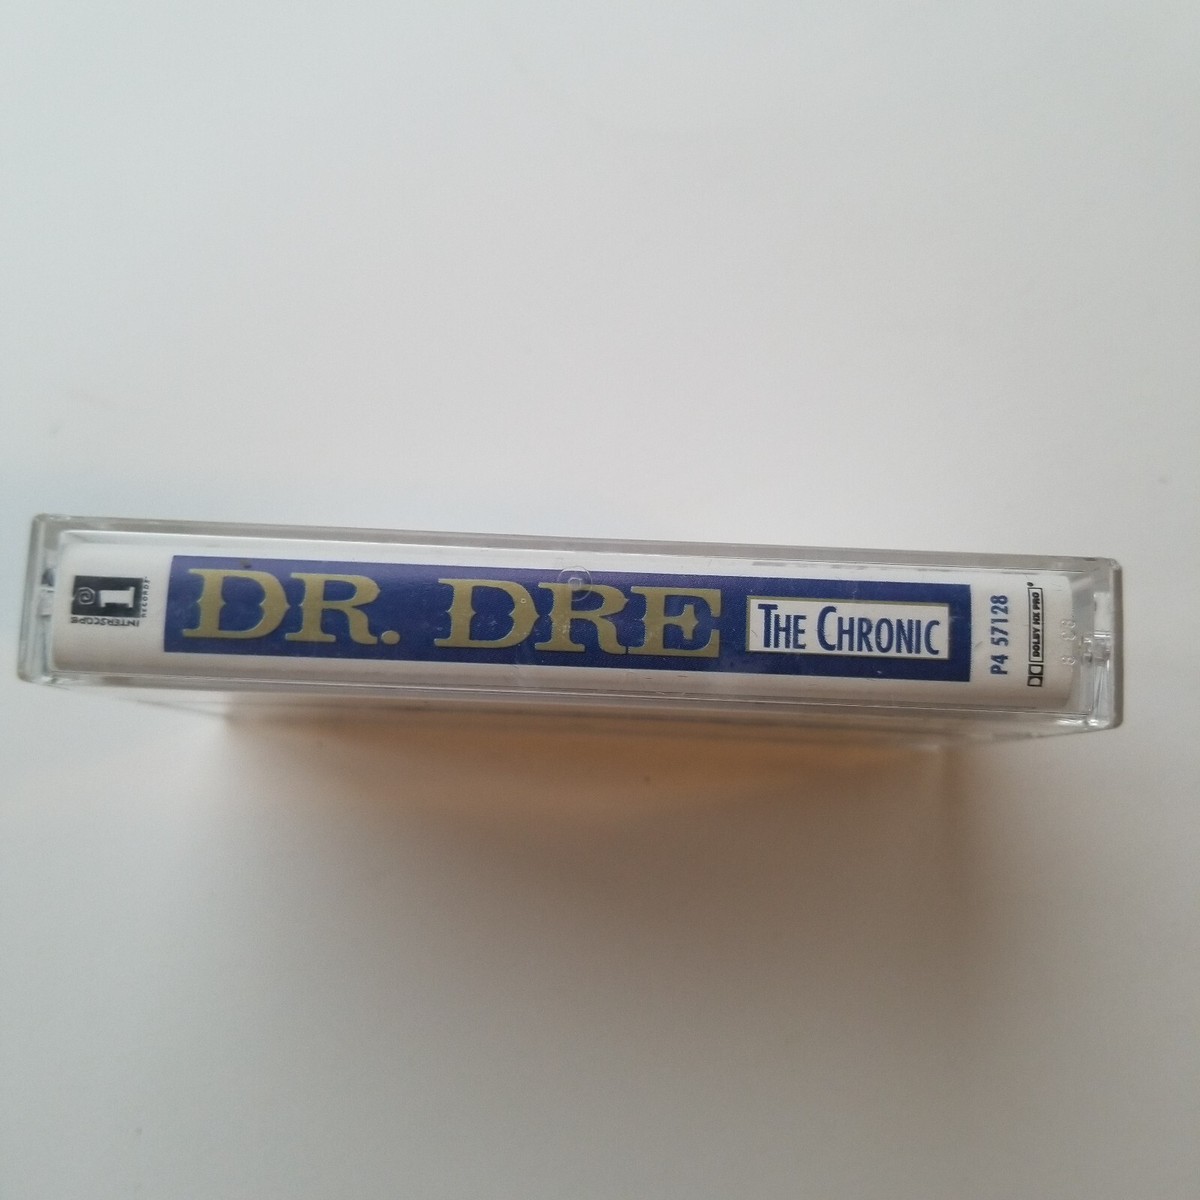 INTERSCOPE
RECORDS
DR. DRE
THE CHRONIC
P4 57128
DOLBY HX PRO